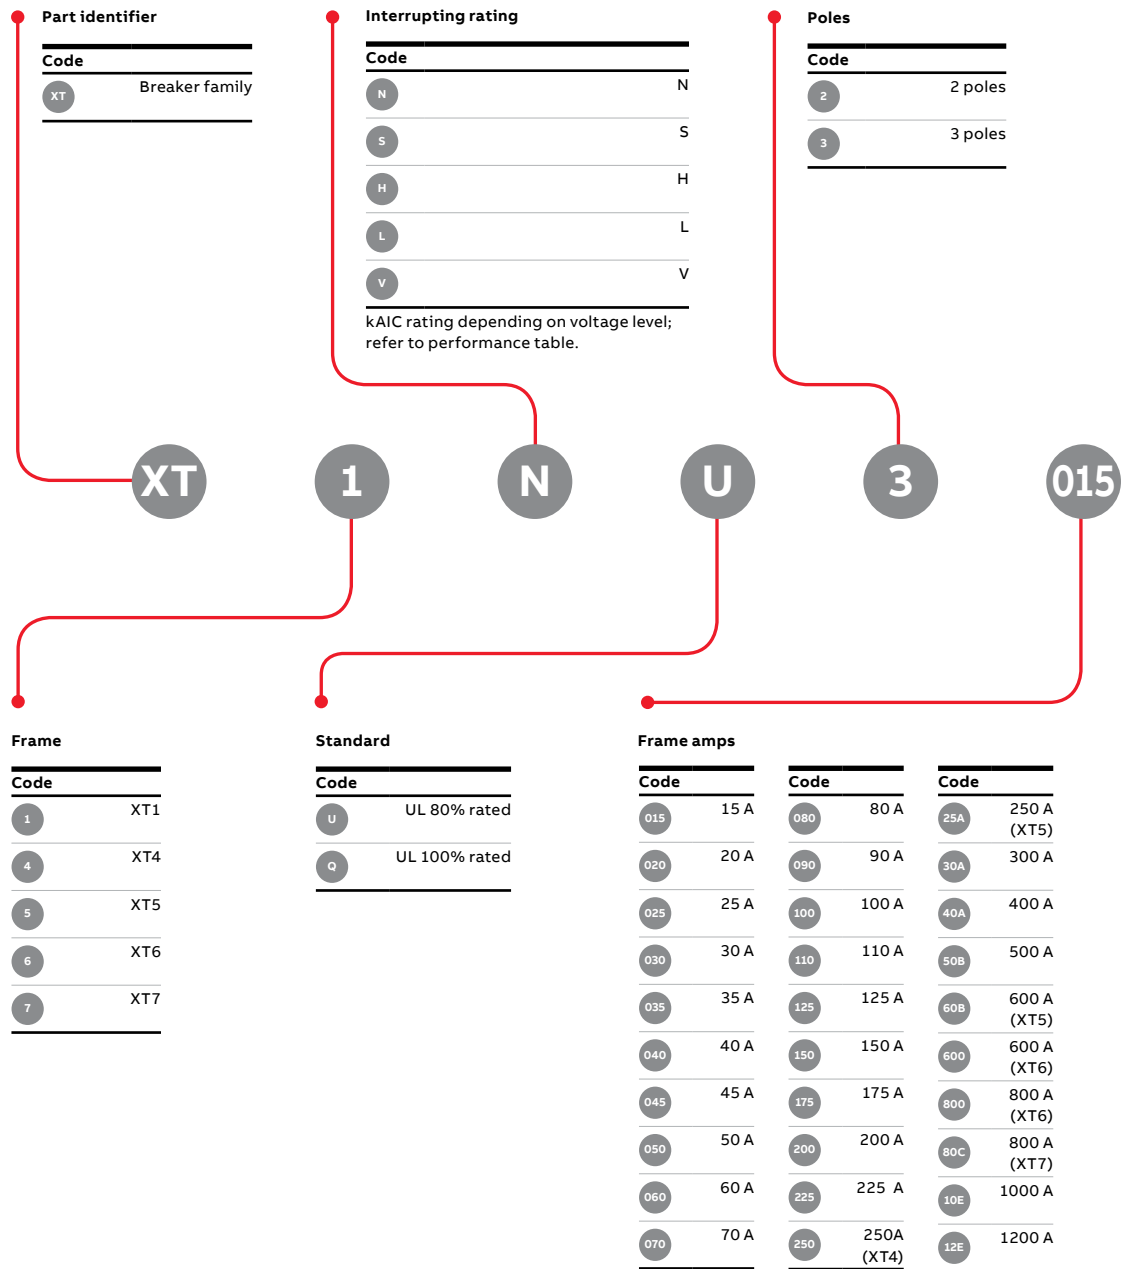 Part identifier
Code
XT Breaker family
Interrupting rating
Code
N N
S S
H H
L L
V V
kAIC rating depending on voltage level;
refer to performance table.
Poles
Code
2 2 poles
3 3 poles
XT 1 N U 3 015
Frame
Code
1 XT1
4 XT4
5 XT5
6 XT6
7 XT7
Standard
Code
U UL 80% rated
Q UL 100% rated
Frame amps
Code
015 15 A
020 20 A
025 25 A
030 30 A
035 35 A
040 40 A
045 45 A
050 50 A
060 60 A
070 70 A
Code
080 80 A
090 90 A
100 100 A
110 110 A
125 125 A
150 150 A
175 175 A
200 200 A
225 225 A
250 250A
(XT4)
Code
25A 250 A
(XT5)
30A 300 A
40A 400 A
50B 500 A
60B 600 A
(XT5)
600 600 A
(XT6)
800 800 A
(XT6)
80C 800 A
(XT7)
10E 1000 A
12E 1200 A